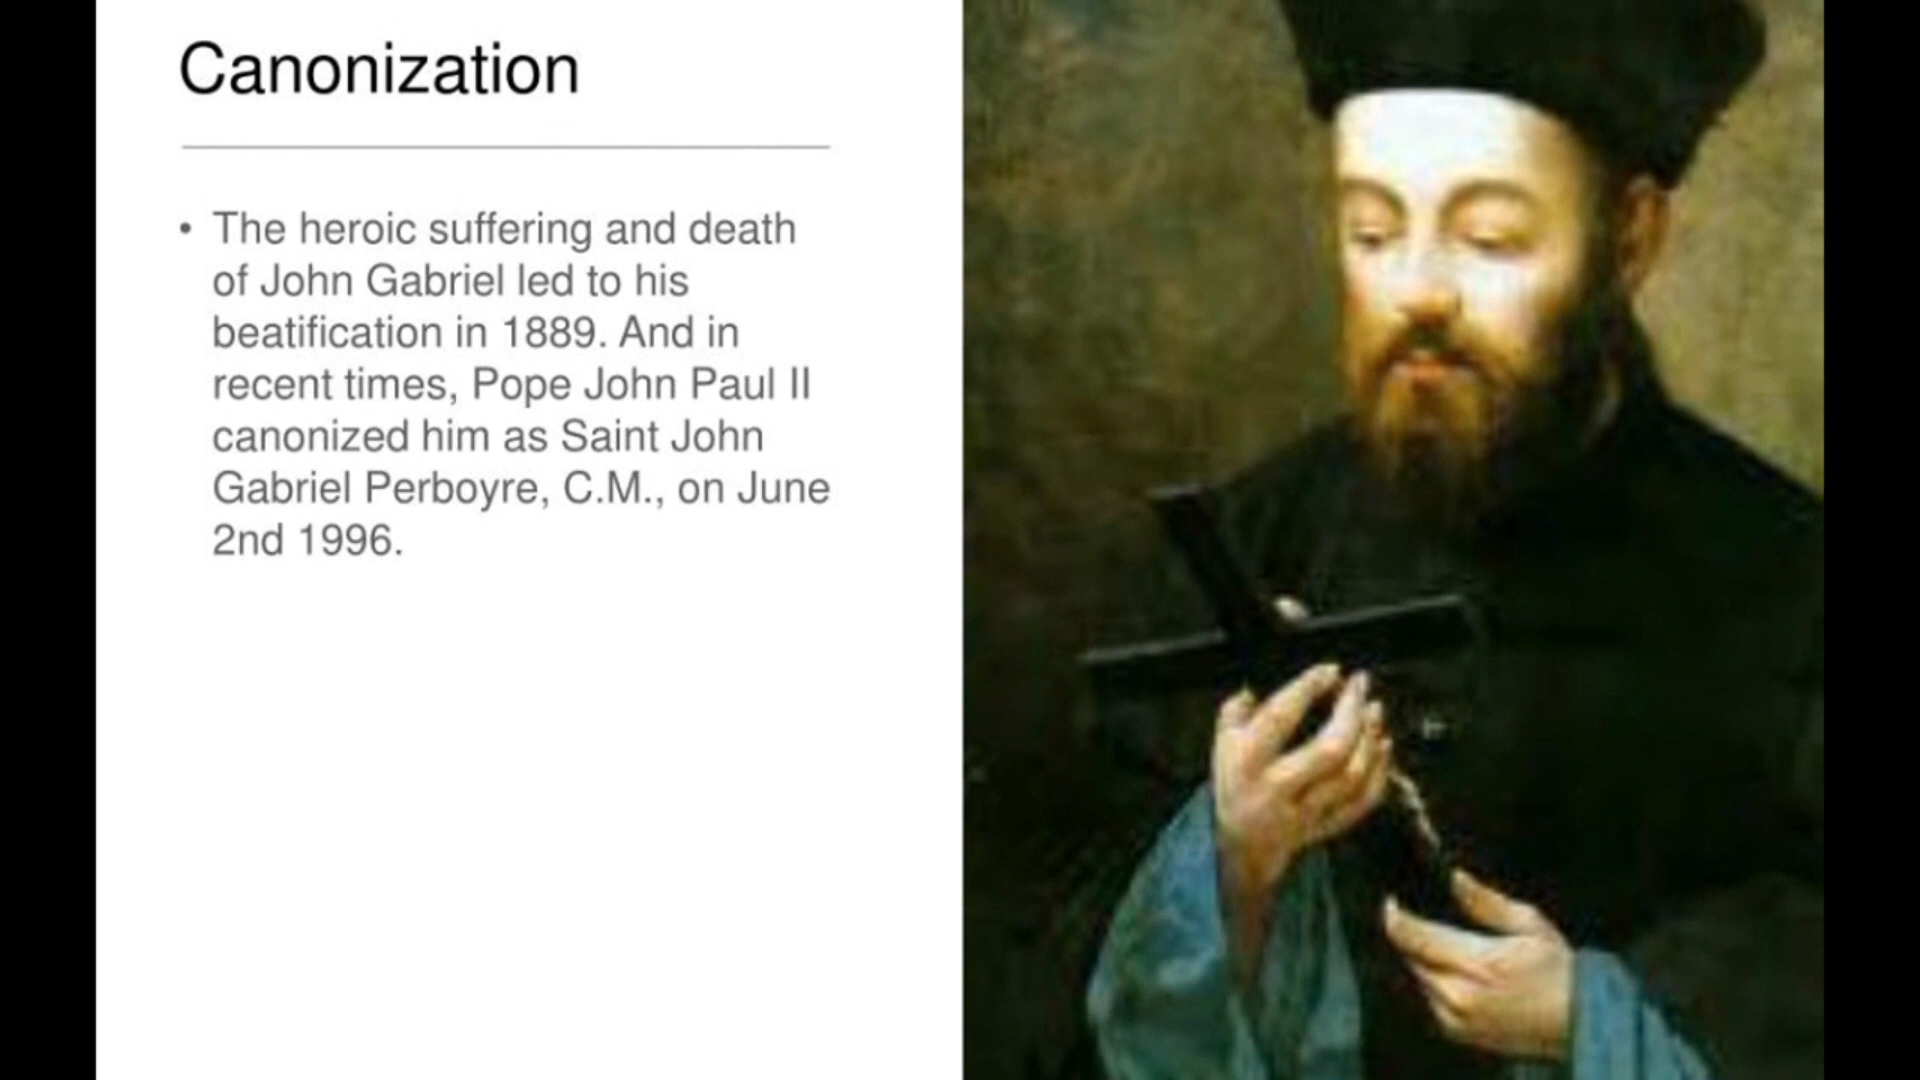 Canonization
• The heroic suffering and death
of John Gabriel led to his
beatification in 1889. And in
recent times, Pope John Paul II
canonized him as Saint John
Gabriel Perboyre, C.M., on June
2nd 1996.